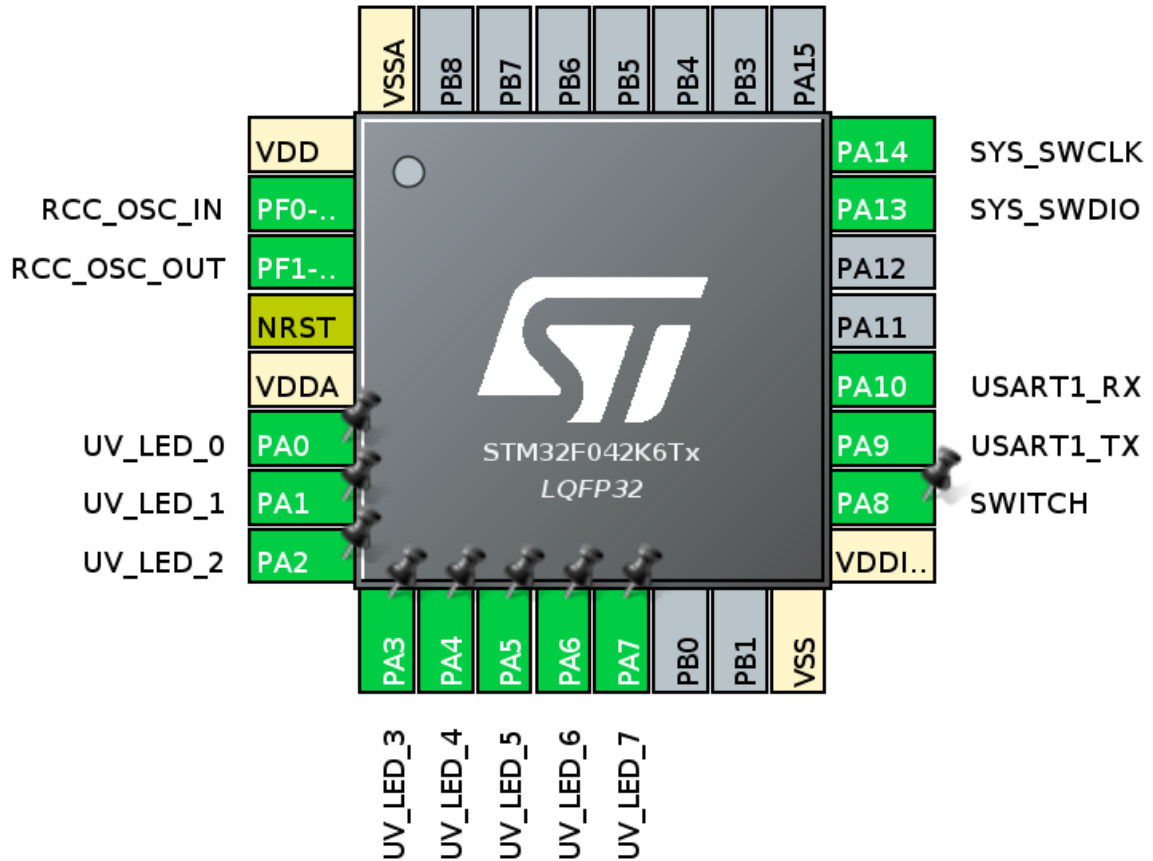 VSSA
PB8
PB7
PB6
PB5
PB4
PB3
PA15
VDD
RCC_OSC_IN PF0-..
RCC_OSC_OUT PF1-..
NRST
VDDA
UV_LED_0 PA0
UV_LED_1 PA1
UV_LED_2 PA2
ST
STM32F042K6Tx
LQFP32
PA14 SYS_SWCLK
PA13 SYS_SWDIO
PA12
PA11
PA10 USART1_RX
PA9 USART1_TX
PA8 SWITCH
VDDI..
PA3
PA4
PA5
PA6
PA7
PB0
PB1
VSS
UV_LED_3
UV_LED_4
UV_LED_5
UV_LED_6
UV_LED_7